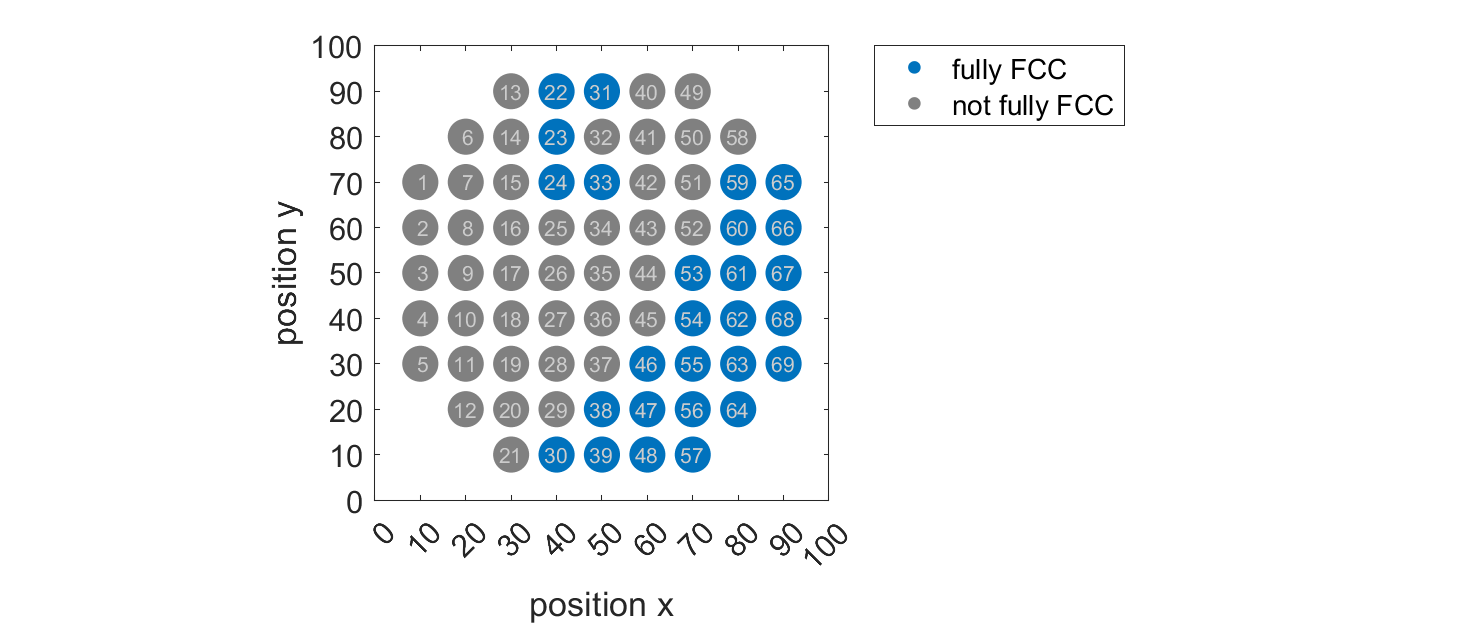 100
fully FCC
90 13 22 31 40 49
not fully FCC
80 6 14 23 32 41 50 58
70 1 7 15 24 33 42 51 59 65
60 2 8 16 25 34 43 52 60 66
50 3 9 17 26 35 44 53 61 67
40 4 10 18 27 36 45 54 62 68
30 5 11 19 28 37 46 55 63 69
20 12 20 29 38 47 56 64
10 21 30 39 48 57
0
position y
0 10 20 30 40 50 60 70 80 90 100
position x